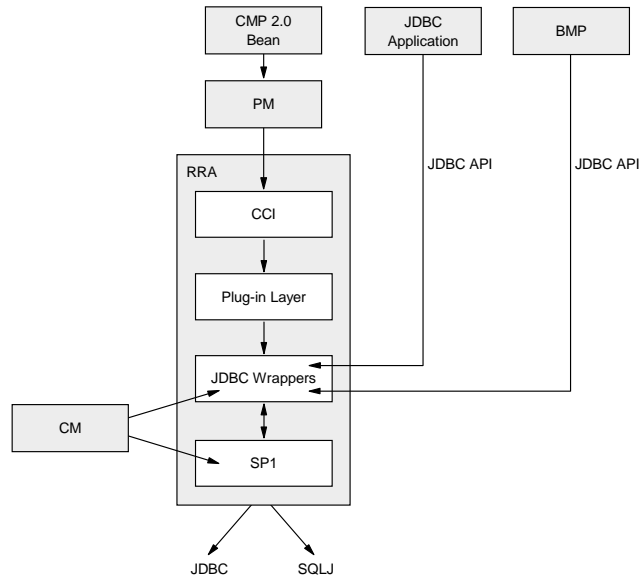 CMP 2.0
Bean
JDBC
Application
BMP
PM
JDBC API
JDBC API
RRA
CCI
Plug-in Layer
JDBC Wrappers
CM
SP1
JDBC
SQLJ